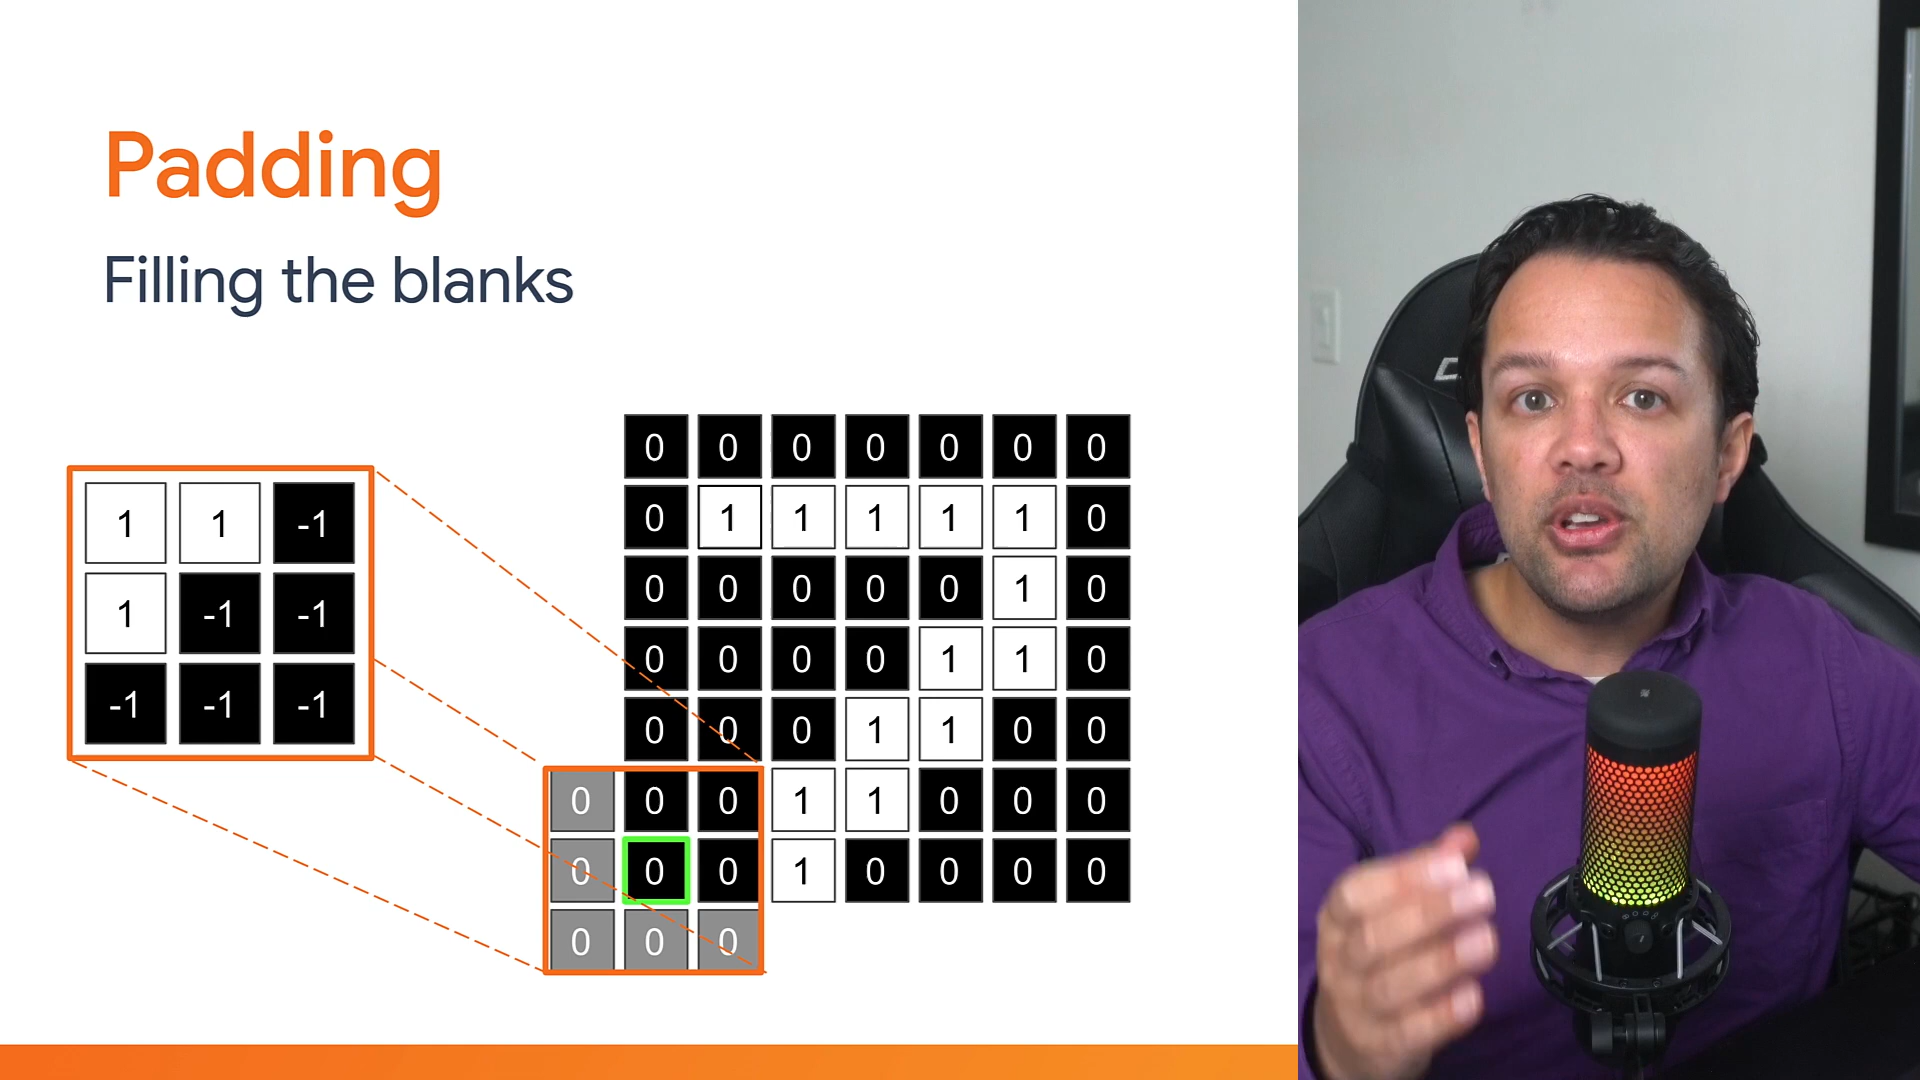 Padding
Filling the blanks
0 0 0 0 0 0 0
1 1 -1
0 1 1 1 1 1 0
1 -1 -1
0 0 0 0 0 1 0
-1 -1 -1
0 0 0 0 1 1 0
0 0 0 1 1 0 0
0 0 0 1 1 0 0 0
0 0 0 1 0 0 0 0
0 0 0